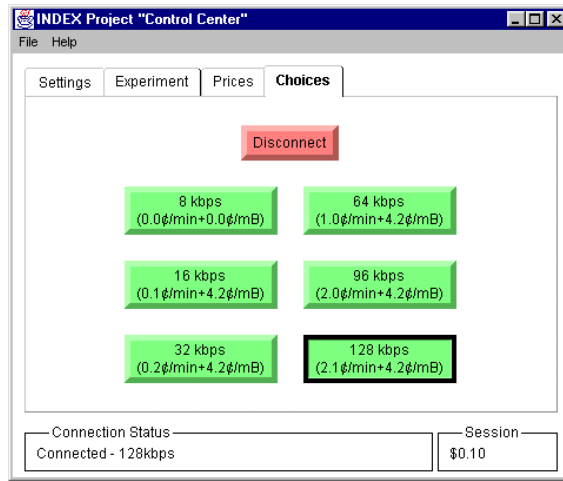 INDEX Project "Control Center"
File Help
Settings Experiment Prices Choices
Disconnect
8 kbps
(0.0¢/min+0.0¢/mB)
64 kbps
(1.0¢/min+4.2¢/mB)
16 kbps
(0.1¢/min+4.2¢/mB)
96 kbps
(2.0¢/min+4.2¢/mB)
32 kbps
(0.2¢/min+4.2¢/mB)
128 kbps
(2.1¢/min+4.2¢/mB)
Connection Status
Connected - 128kbps
Session
$0.10